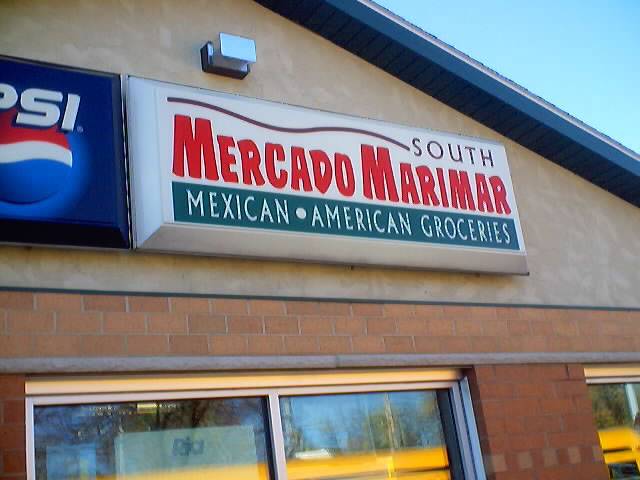 PSI
SOUTH
MERCADO MARIMAR
MEXICAN • AMERICAN GROCERIES